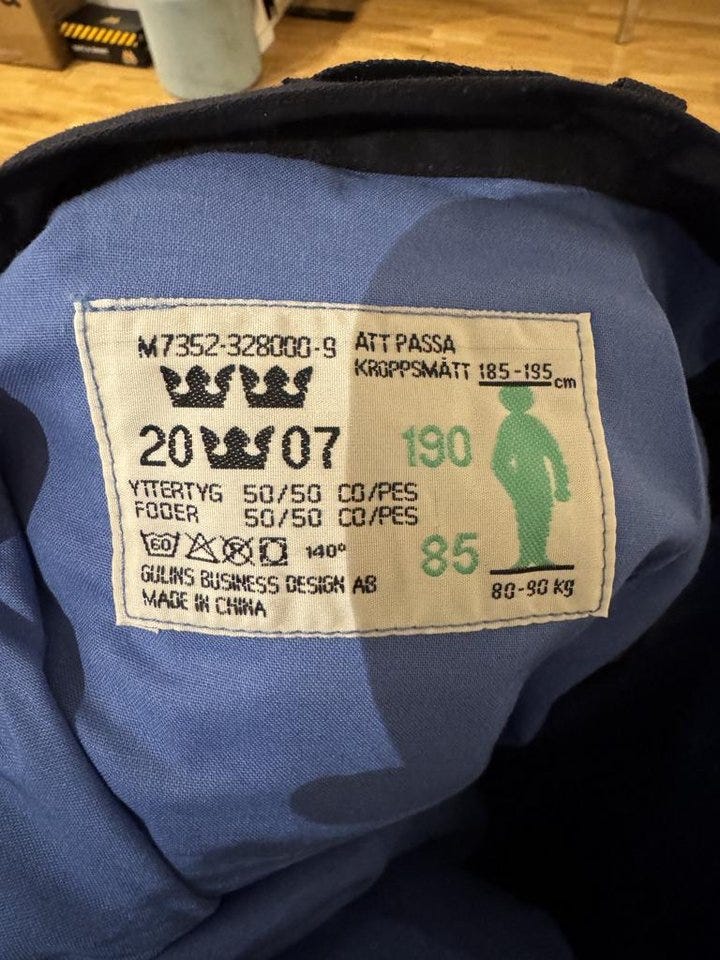 M7352-328000-9
20 07
YTTERTYG 50/50 CO/PES
FODER 50/50 CO/PES
60 140°
GULINS BUSINESS DESIGN AB
MADE IN CHINA
ATT PASSA
KROPPSMÅTT 185-195 cm
190
85
80-90 kg